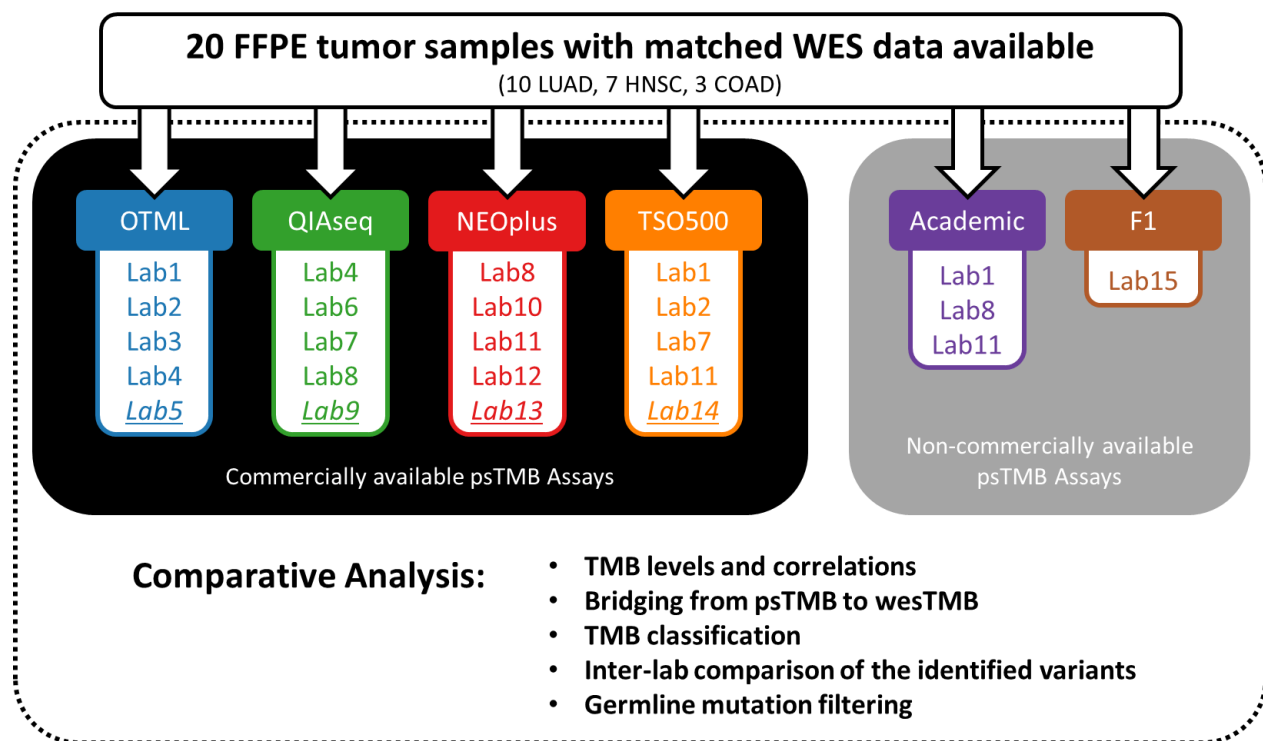 20 FFPE tumor samples with matched WES data available
(10 LUAD, 7 HNSC, 3 COAD)
OTML
Lab1
Lab2
Lab3
Lab4
Lab5
QIAseq
Lab4
Lab6
Lab7
Lab8
Lab9
NEOplus
Lab8
Lab10
Lab11
Lab12
Lab13
TSO500
Lab1
Lab2
Lab7
Lab11
Lab14
Commercially available psTMB Assays
Academic
Lab1
Lab8
Lab11
F1
Lab15
Non-commercially available
psTMB Assays
Comparative Analysis:
• TMB levels and correlations
• Bridging from psTMB to wesTMB
• TMB classification
• Inter-lab comparison of the identified variants
• Germline mutation filtering